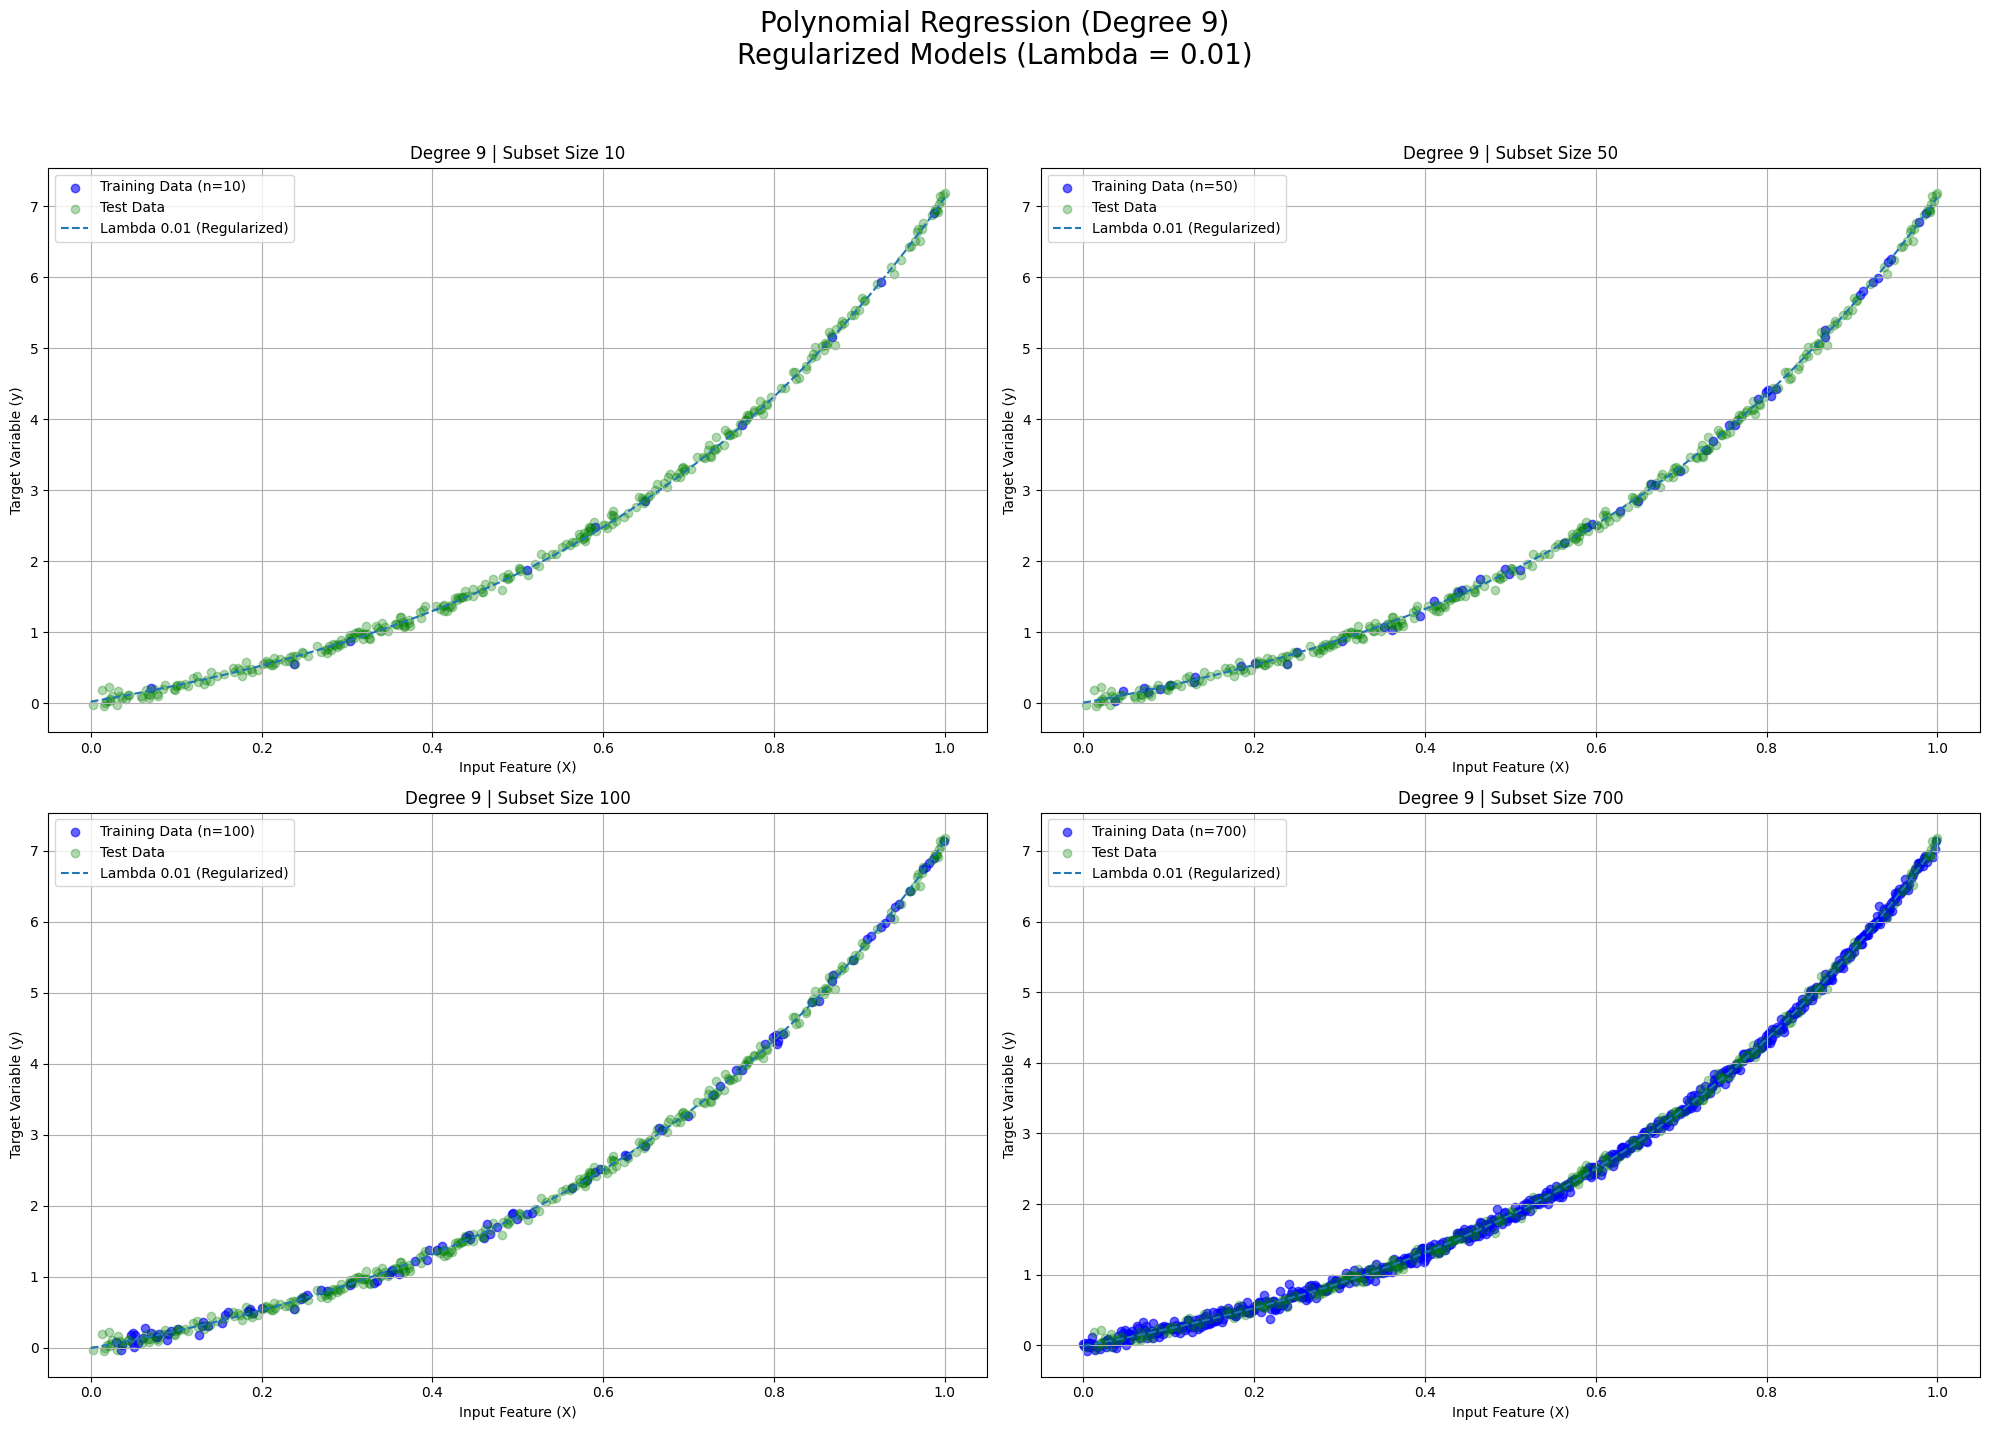 Polynomial Regression (Degree 9)
Regularized Models (Lambda = 0.01)
Degree 9 | Subset Size 10
Training Data (n=10)
Test Data
Lambda 0.01 (Regularized)
Target Variable (y)
7
6
5
4
3
2
1
0
0.0 0.2 0.4 0.6 0.8 1.0
Input Feature (X)
Degree 9 | Subset Size 50
Training Data (n=50)
Test Data
Lambda 0.01 (Regularized)
Target Variable (y)
7
6
5
4
3
2
1
0
0.0 0.2 0.4 0.6 0.8 1.0
Input Feature (X)
Degree 9 | Subset Size 100
Training Data (n=100)
Test Data
Lambda 0.01 (Regularized)
Target Variable (y)
7
6
5
4
3
2
1
0
0.0 0.2 0.4 0.6 0.8 1.0
Input Feature (X)
Degree 9 | Subset Size 700
Training Data (n=700)
Test Data
Lambda 0.01 (Regularized)
Target Variable (y)
7
6
5
4
3
2
1
0
0.0 0.2 0.4 0.6 0.8 1.0
Input Feature (X)